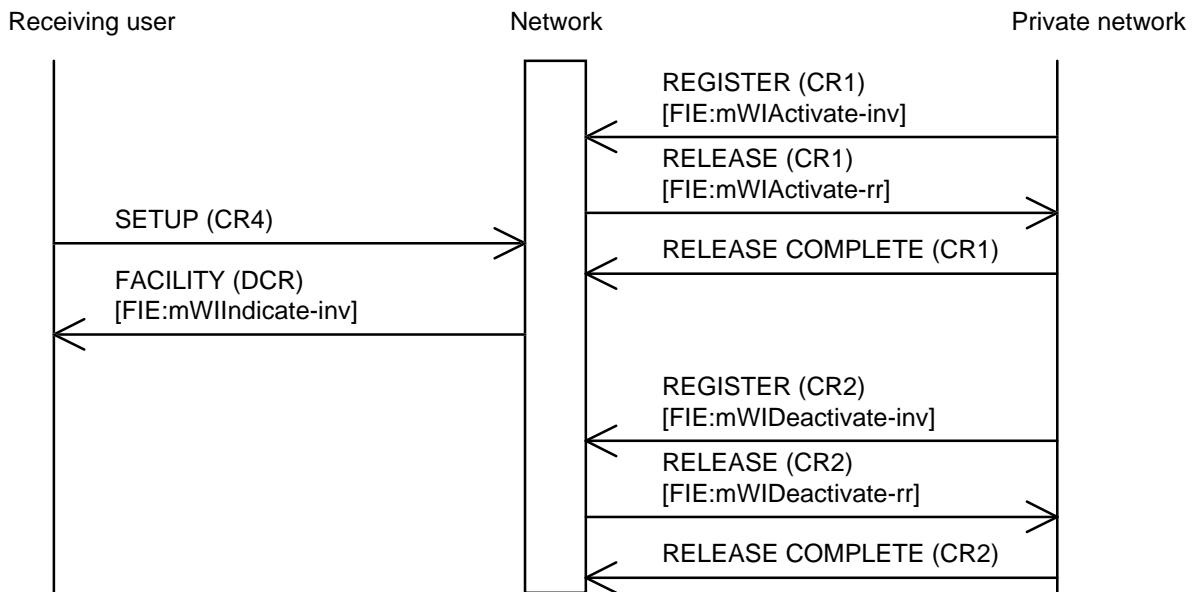 Receiving user
Network
Private network
REGISTER (CR1)
[FIE:mWIActivate-inv]
RELEASE (CR1)
[FIE:mWIActivate-rr]
SETUP (CR4)
RELEASE COMPLETE (CR1)
FACILITY (DCR)
[FIE:mWIIndicate-inv]
REGISTER (CR2)
[FIE:mWIDeactivate-inv]
RELEASE (CR2)
[FIE:mWIDeactivate-rr]
RELEASE COMPLETE (CR2)